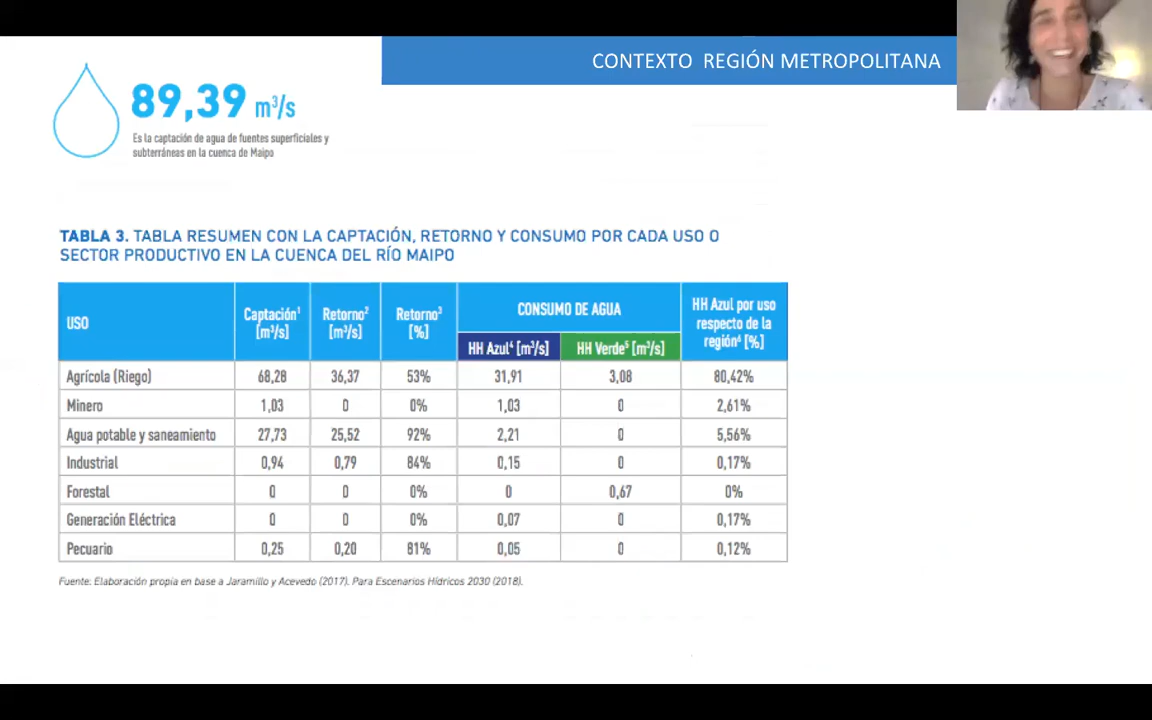 CONTEXTO REGIÓN METROPOLITANA
89,39 m³/s
Es la captación de agua de fuentes superficiales y
subterráneas en la cuenca de Maipo
TABLA 3. TABLA RESUMEN CON LA CAPTACIÓN, RETORNO Y CONSUMO POR CADA USO O
SECTOR PRODUCTIVO EN LA CUENCA DEL RÍO MAIPO
USO
Captación¹ [m³/s]
Retorno² [m³/s]
Retorno³ [%]
CONSUMO DE AGUA
HH Azul⁴ [m³/s]
HH Verde⁵ [m³/s]
HH Azul por uso
respecto de la
región⁶ [%]
Agrícola (Riego) 68,28 36,37 53% 31,91 3,08 80,42%
Minero 1,03 0 0% 1,03 0 2,61%
Agua potable y saneamiento 27,73 25,52 92% 2,21 0 5,56%
Industrial 0,94 0,79 84% 0,15 0 0,17%
Forestal 0 0 0% 0 0,67 0%
Generación Eléctrica 0 0 0% 0,07 0 0,17%
Pecuario 0,25 0,20 81% 0,05 0 0,12%
Fuente: Elaboración propia en base a Jaramillo y Acevedo (2017). Para Escenarios Hídricos 2030 (2018).